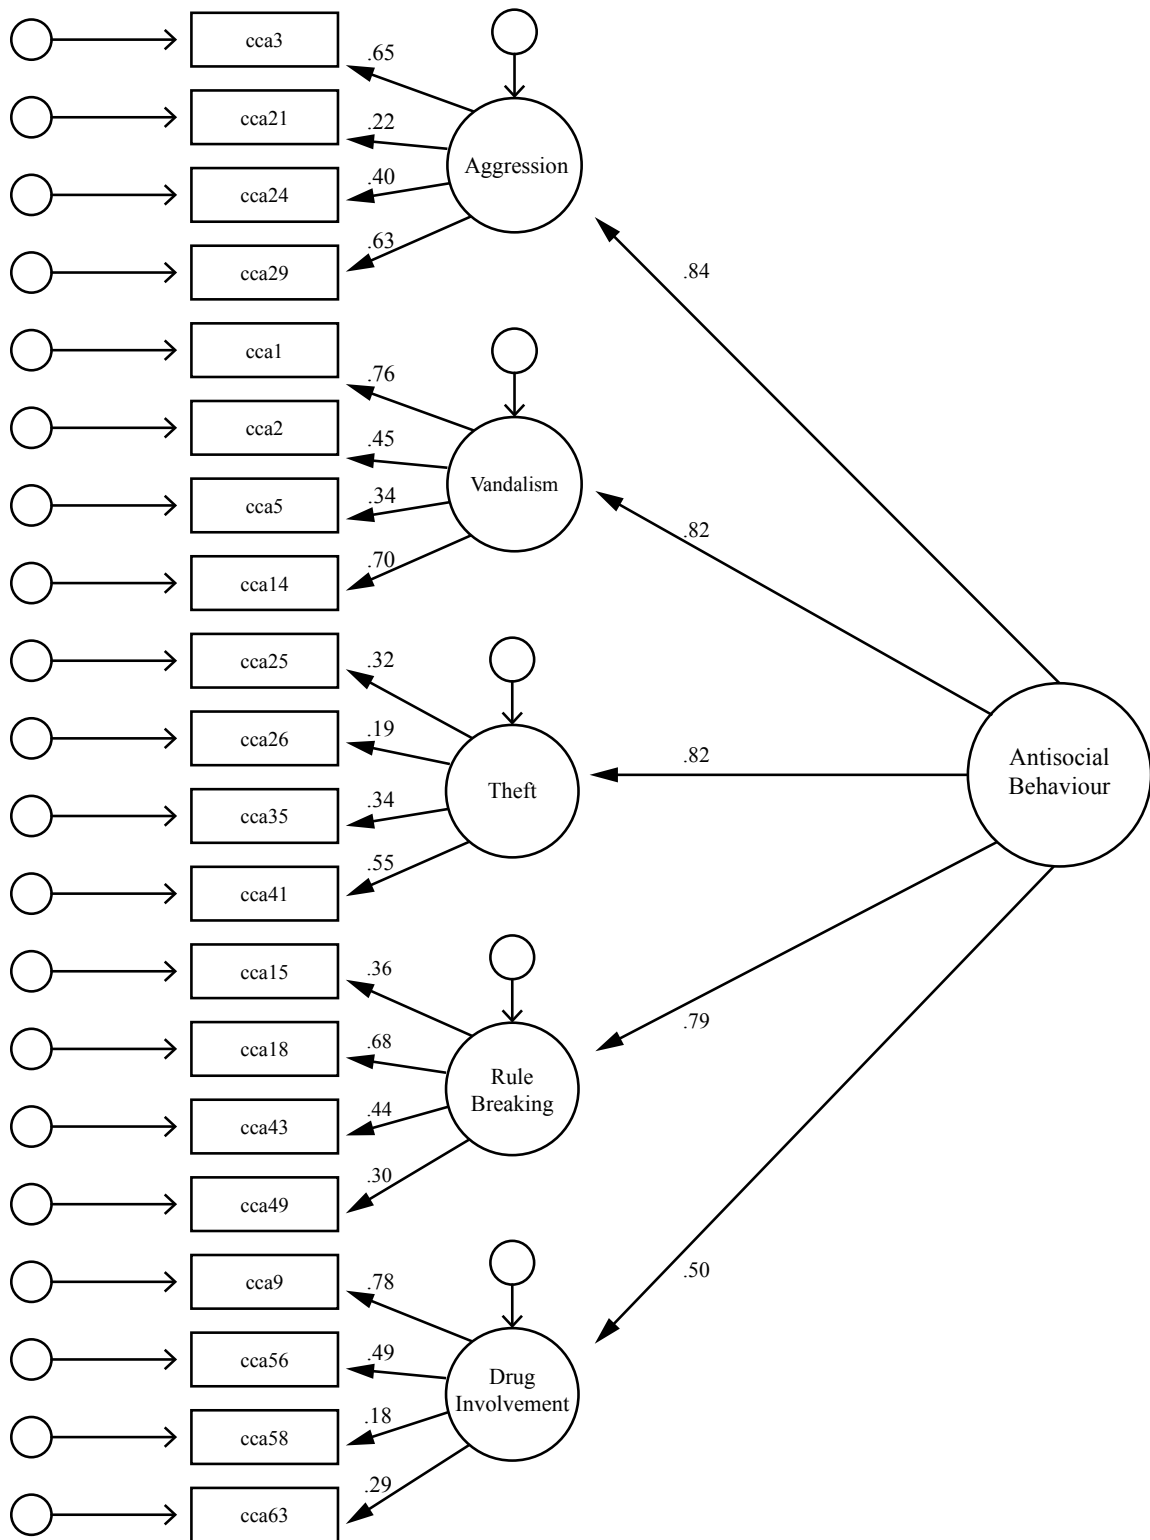 cca3
.65
cca21
.22
Aggression
cca24
.40
cca29
.63
.84
cca1
.76
cca2
.45
Vandalism
cca5
.34
.82
cca14
.70
cca25
.32
cca26
.19
Theft
.82
Antisocial
Behaviour
cca35
.34
cca41
.55
cca15
.36
cca18
.68
Rule
Breaking
.79
cca43
.44
cca49
.30
cca9
.78
.50
cca56
.49
Drug
Involvement
cca58
.18
cca63
.29